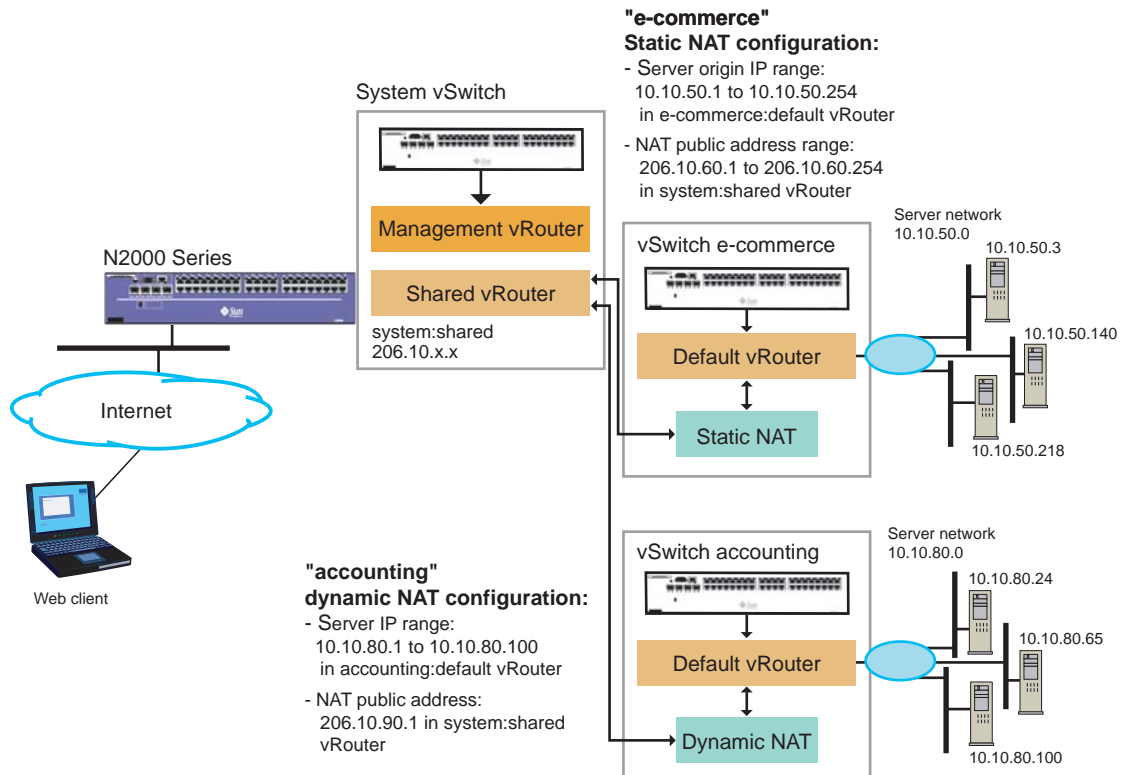 "e-commerce"
Static NAT configuration:
- Server origin IP range:
10.10.50.1 to 10.10.50.254
in e-commerce:default vRouter
- NAT public address range:
206.10.60.1 to 206.10.60.254
in system:shared vRouter
System vSwitch
Management vRouter
Shared vRouter
system:shared
206.10.x.x
N2000 Series
Sun
Internet
Web client
vSwitch e-commerce
Default vRouter
Static NAT
Server network
10.10.50.0
10.10.50.3
10.10.50.140
10.10.50.218
"accounting"
dynamic NAT configuration:
- Server IP range:
10.10.80.1 to 10.10.80.100
in accounting:default vRouter
- NAT public address:
206.10.90.1 in system:shared
vRouter
vSwitch accounting
Default vRouter
Dynamic NAT
Server network
10.10.80.0
10.10.80.24
10.10.80.65
10.10.80.100